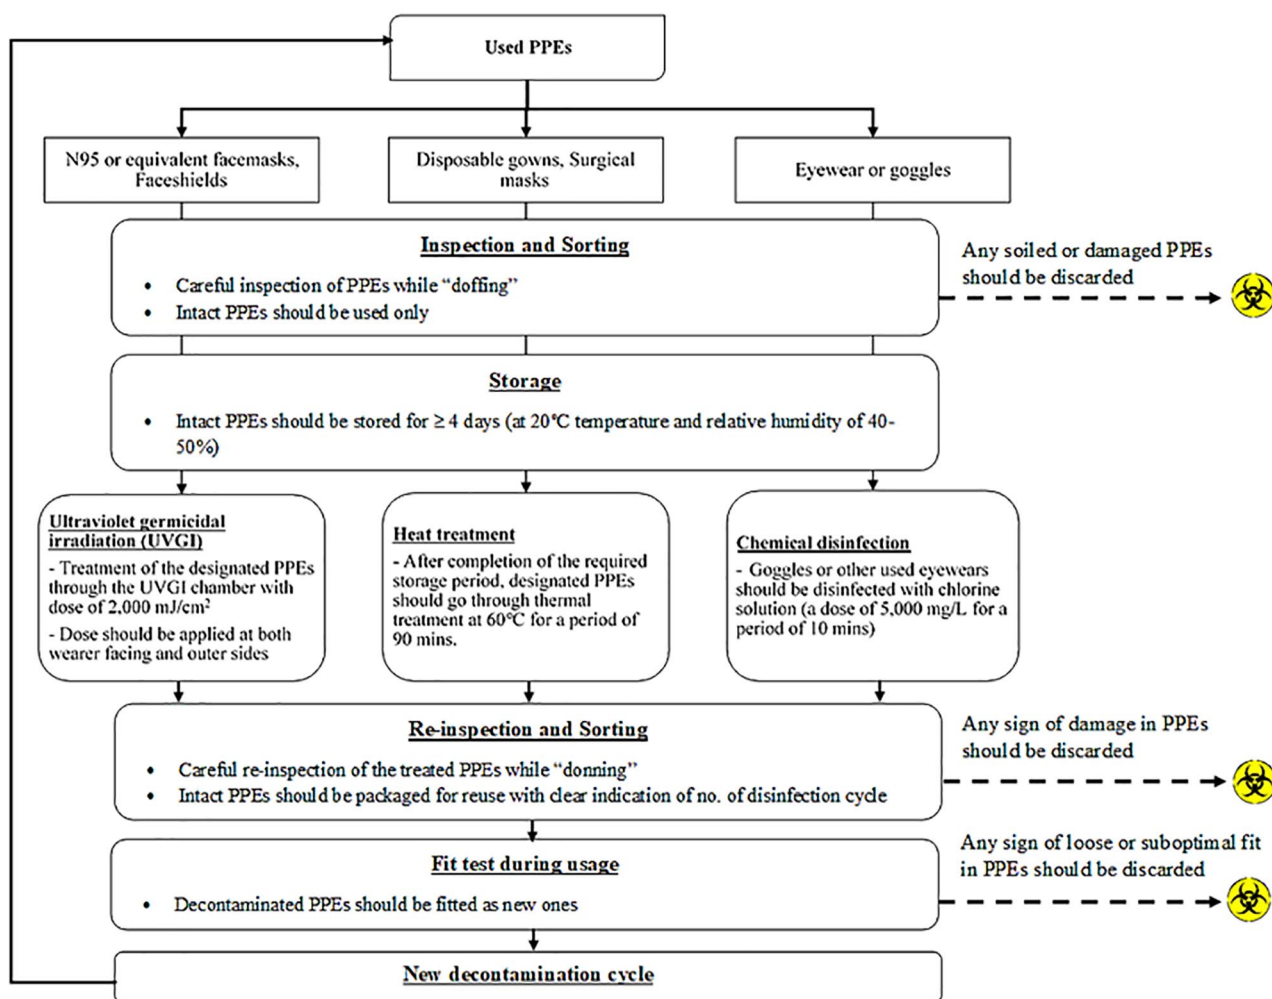 Used PPEs
N95 or equivalent facemasks,
Faceshields
Disposable gowns, Surgical
masks
Eyewear or goggles
Inspection and Sorting
• Careful inspection of PPEs while “doffing”
• Intact PPEs should be used only
Any soiled or damaged PPEs
should be discarded
Storage
• Intact PPEs should be stored for ≥ 4 days (at 20°C temperature and relative humidity of 40-
50%)
Ultraviolet germicidal
irradiation (UVGI)
- Treatment of the designated PPEs
through the UVGI chamber with
dose of 2,000 mJ/cm²
- Dose should be applied at both
wearer facing and outer sides
Heat treatment
- After completion of the required
storage period, designated PPEs
should go through thermal
treatment at 60°C for a period of
90 mins.
Chemical disinfection
- Goggles or other used eyewears
should be disinfected with chlorine
solution (a dose of 5,000 mg/L for a
period of 10 mins)
Re-inspection and Sorting
• Careful re-inspection of the treated PPEs while “donning”
• Intact PPEs should be packaged for reuse with clear indication of no. of disinfection cycle
Any sign of damage in PPEs
should be discarded
Fit test during usage
• Decontaminated PPEs should be fitted as new ones
Any sign of loose or suboptimal fit
in PPEs should be discarded
New decontamination cycle